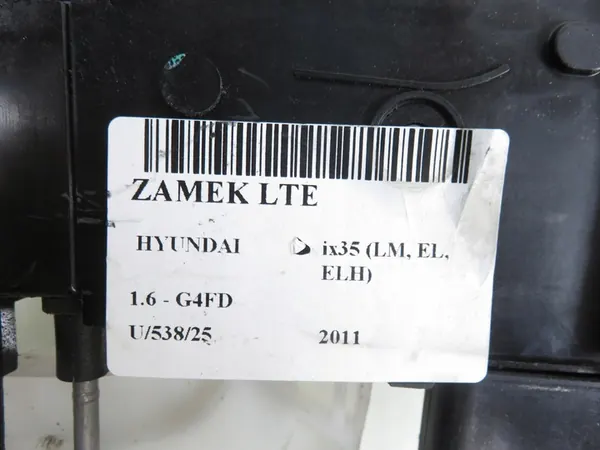 ZAMEK LTE
HYUNDAI ix35 (LM, EL,
ELH)
1.6 - G4FD
U/538/25 2011